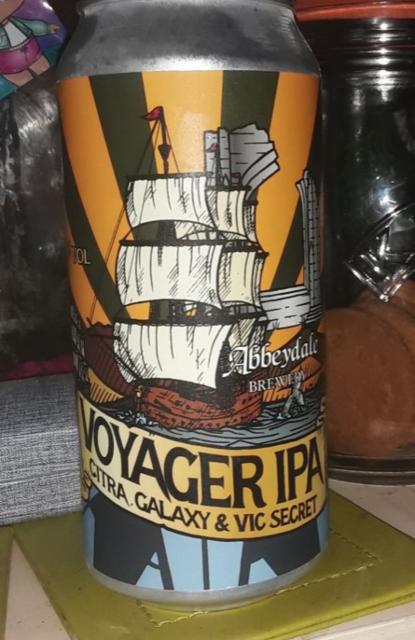 Abbeydale
BREWERY
VOYAGER IPA
CITRA, GALAXY & VIC SECRET